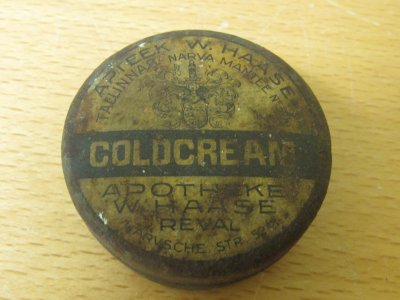 APTEEK W. HAASE
TALLINNAS, NARVA MANTEE N
COLDCREAM
APOTHEKE
W. HAASE
REVAL
STR.